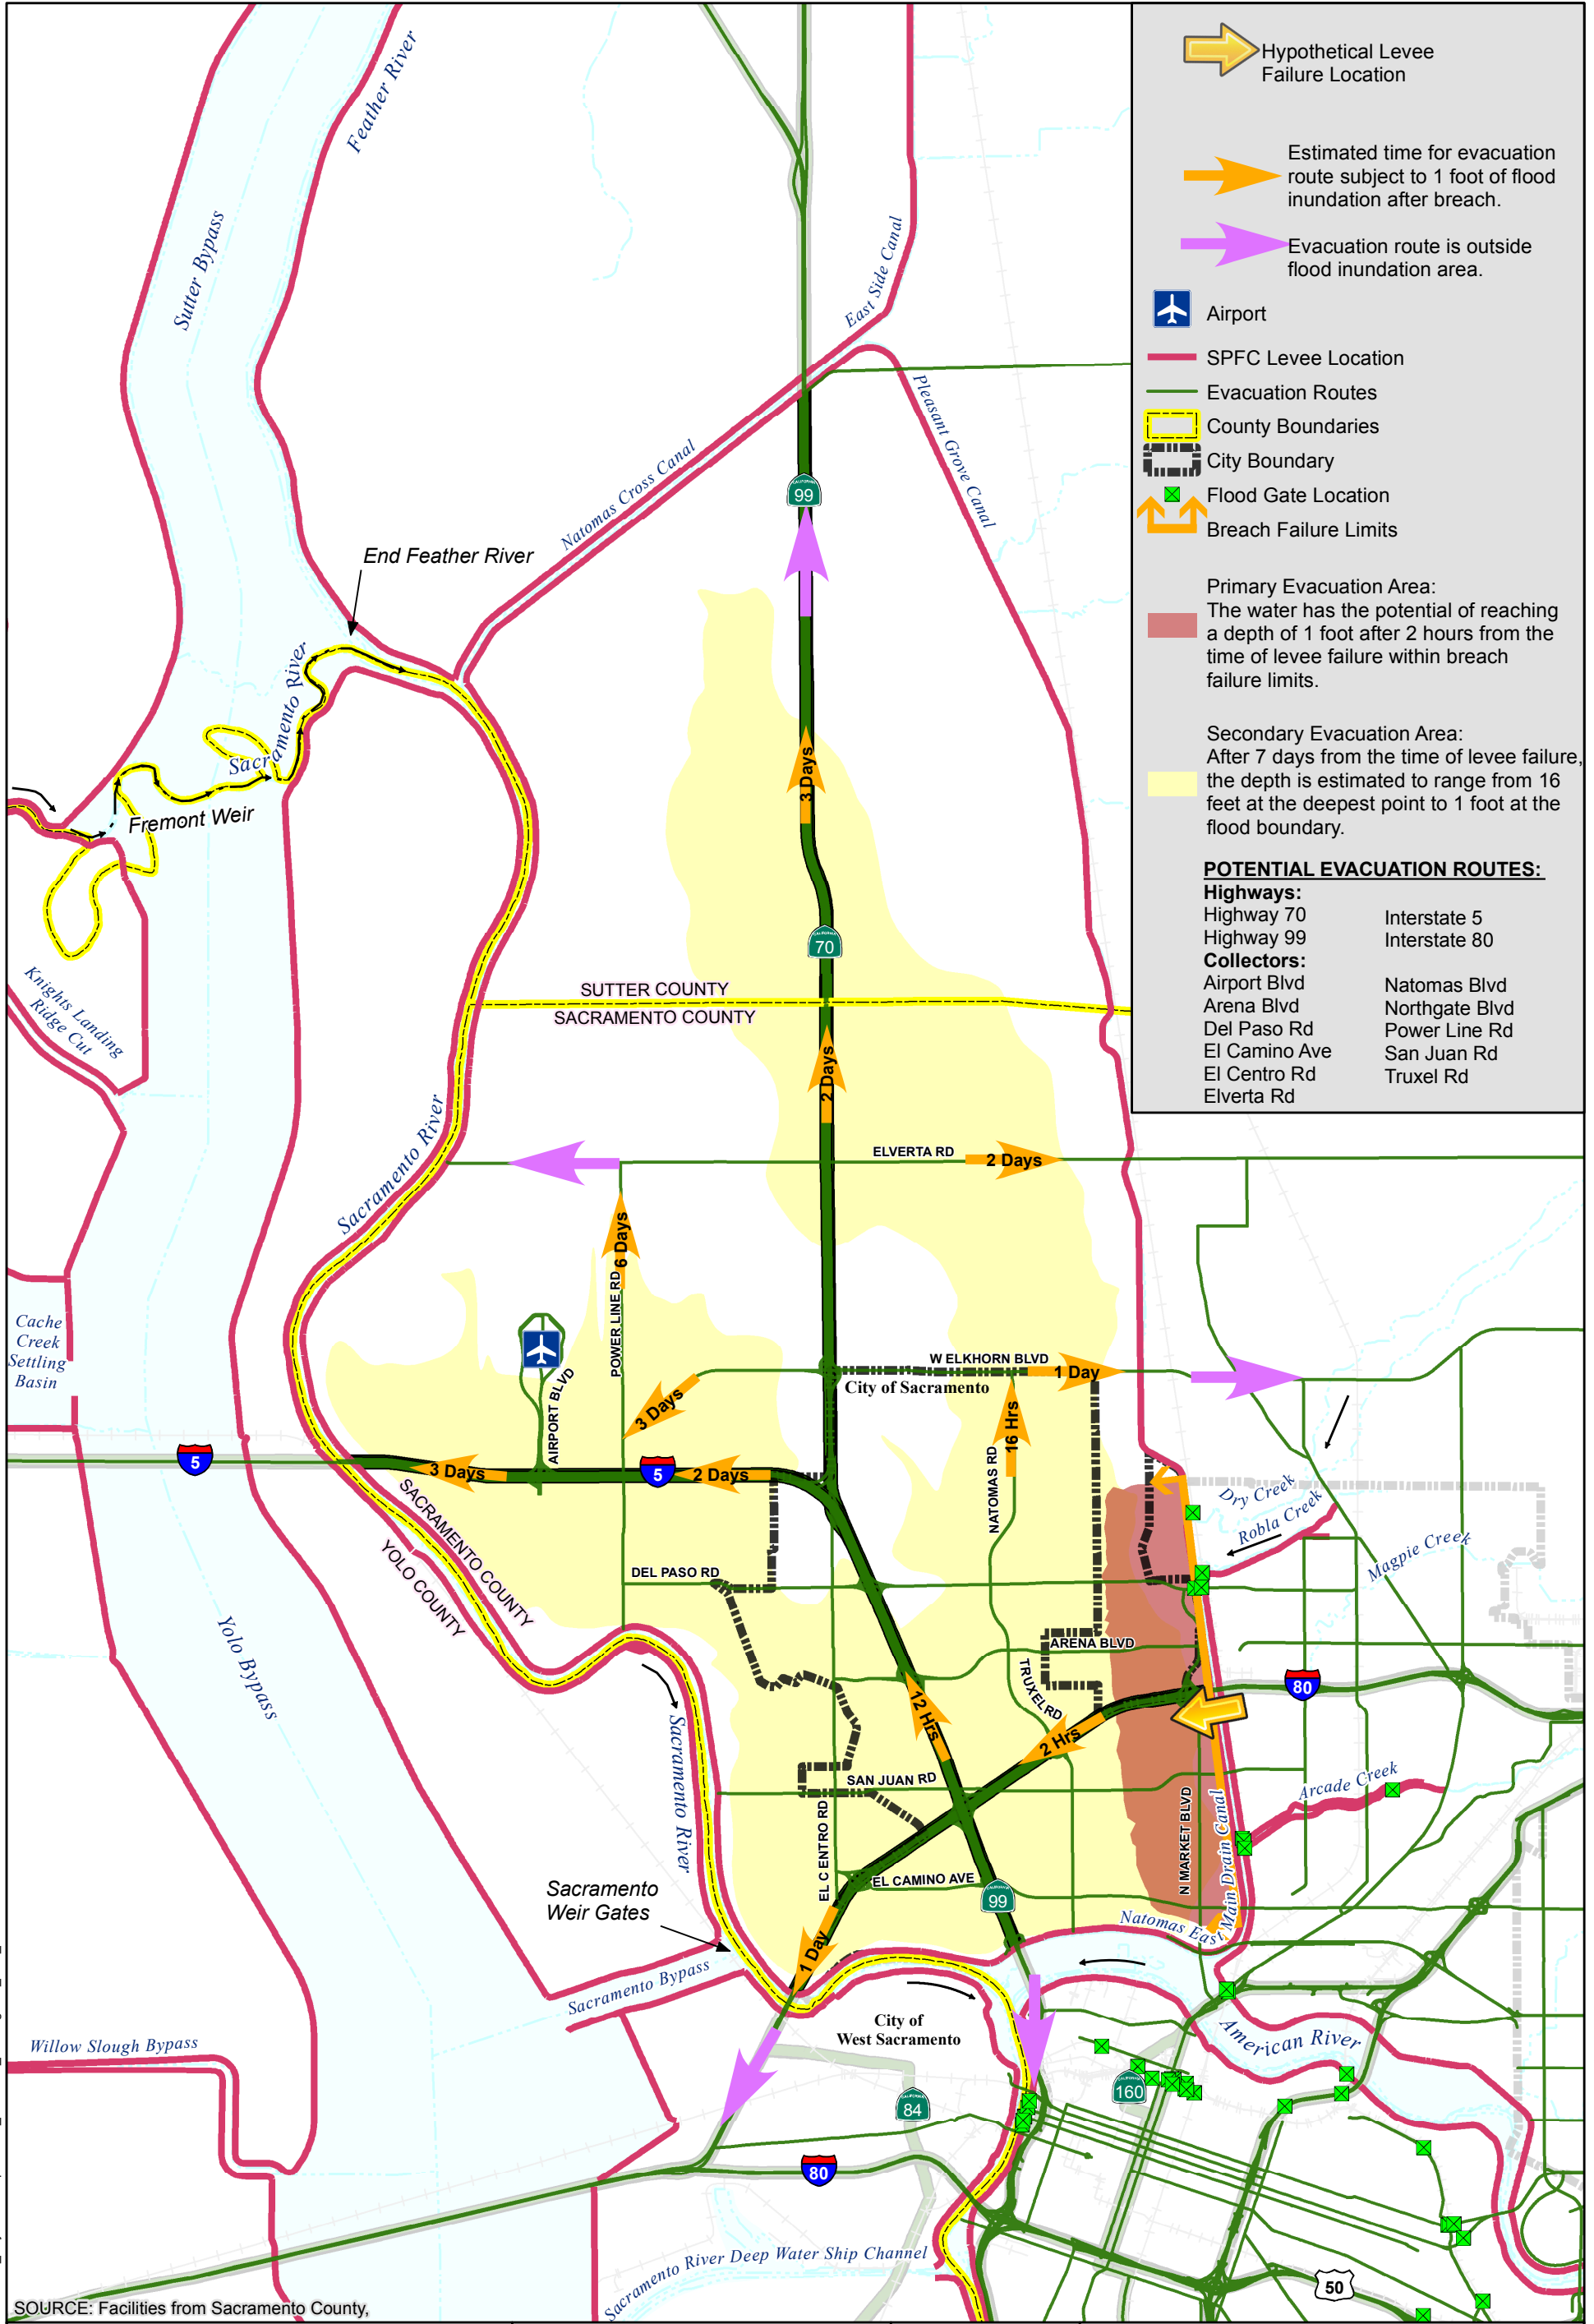 Hypothetical Levee
Failure Location
Estimated time for evacuation
route subject to 1 foot of flood
inundation after breach.
Evacuation route is outside
flood inundation area.
Airport
SPFC Levee Location
Evacuation Routes
County Boundaries
City Boundary
Flood Gate Location
Breach Failure Limits
Primary Evacuation Area:
The water has the potential of reaching
a depth of 1 foot after 2 hours from the
time of levee failure within breach
failure limits.
Secondary Evacuation Area:
After 7 days from the time of levee failure,
the depth is estimated to range from 16
feet at the deepest point to 1 foot at the
flood boundary.
POTENTIAL EVACUATION ROUTES:
Highways:
Highway 70
Highway 99
Interstate 5
Interstate 80
Collectors:
Airport Blvd
Arena Blvd
Del Paso Rd
El Camino Ave
El Centro Rd
Elverta Rd
Natomas Blvd
Northgate Blvd
Power Line Rd
San Juan Rd
Truxel Rd
Feather River
Sutter Bypass
East Side Canal
Pleasant Grove Canal
Natomas Cross Canal
99
End Feather River
Sacramento River
Fremont Weir
3 Days
70
Knights Landing
Ridge Cut
SUTTER COUNTY
SACRAMENTO COUNTY
2 Days
Sacramento River
ELVERTA RD
2 Days
6 Days
POWER LINE RD
Cache
Creek
Settling
Basin
AIRPORT BLVD
W ELKHORN BLVD
1 Day
City of Sacramento
3 Days
16 Hrs
NATOMAS RD
5
3 Days
5
2 Days
SACRAMENTO COUNTY
YOLO COUNTY
Dry Creek
Robla Creek
Magpie Creek
DEL PASO RD
Yolo Bypass
ARENA BLVD
TRUXEL RD
80
12 Hrs
2 Hrs
Sacramento River
SAN JUAN RD
Arcade Creek
EL C ENTRO RD
N MARKET BLVD
EL CAMINO AVE
99
Natomas East Main Drain Canal
Sacramento
Weir Gates
1 Day
Sacramento Bypass
City of
West Sacramento
American River
Willow Slough Bypass
84
160
80
Sacramento River Deep Water Ship Channel
50
SOURCE: Facilities from Sacramento County,